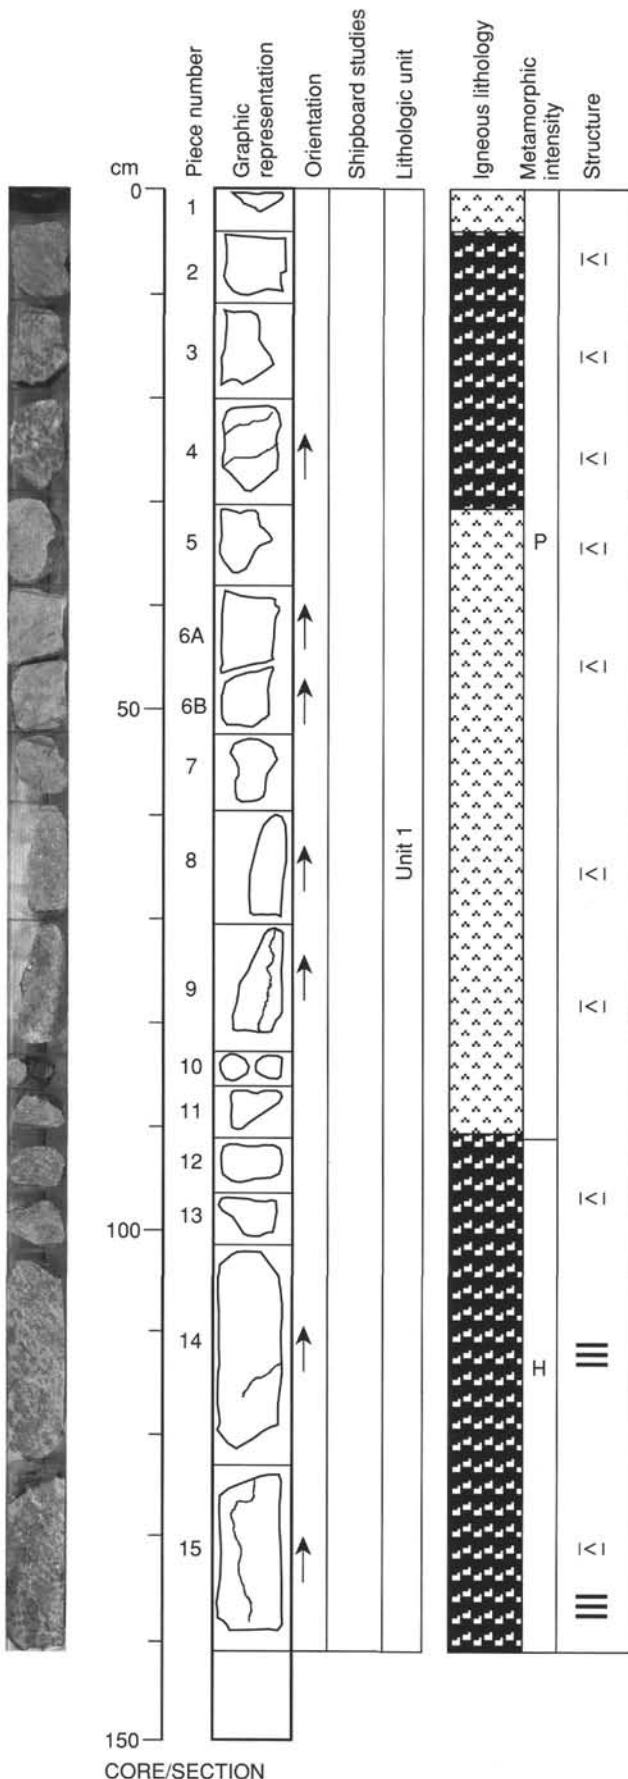 cm
Piece number
Graphic representation
Orientation
Shipboard studies
Lithologic unit
Igneous lithology
Metamorphic intensity
Structure
0
1
2
3
4
5
P
6A
6B
50
7
8
Unit 1
9
10
11
12
13
100
14
H
15
150
CORE/SECTION